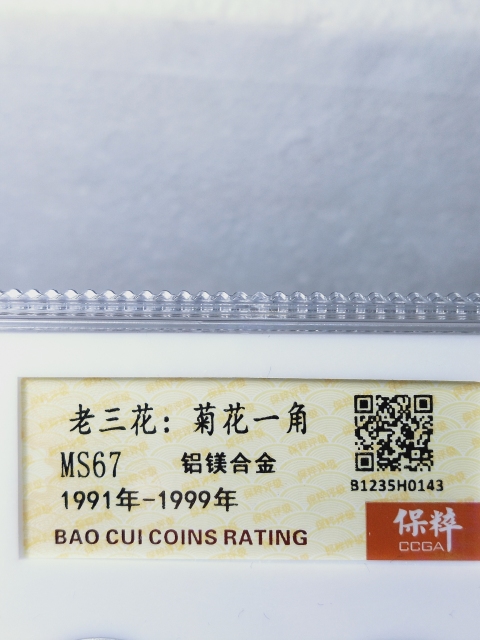 老三花：菊花一角
MS67 铝镁合金
1991年-1999年
BAO CUI COINS RATING
B1235H0143
保粹
CCGA